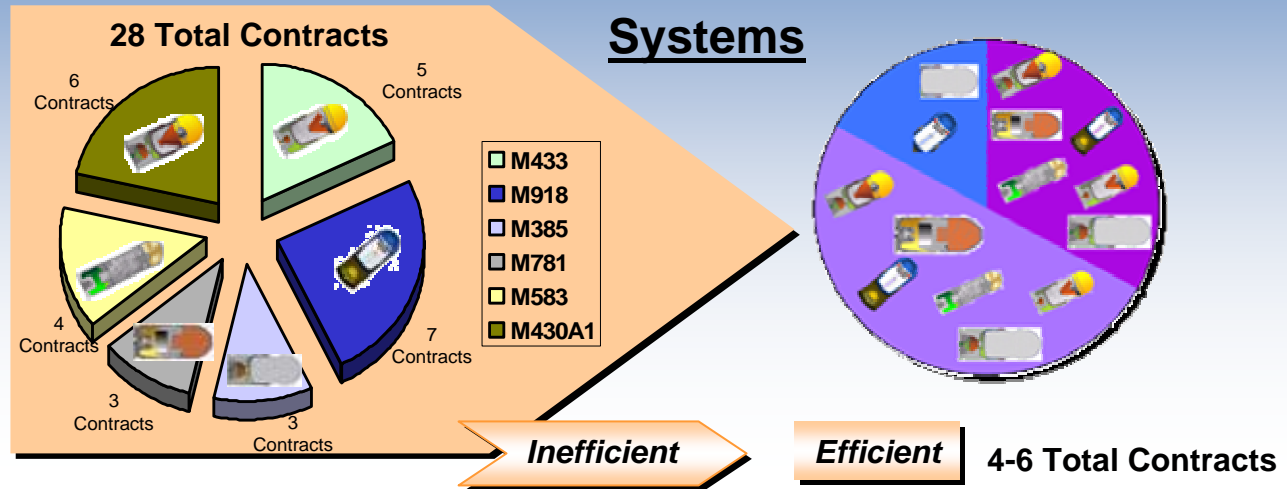 Systems
28 Total Contracts
6
Contracts
5
Contracts
M433
M918
M385
M781
M583
M430A1
4
Contracts
7
Contracts
3
Contracts
3
Contracts
Inefficient
Efficient
4-6 Total Contracts